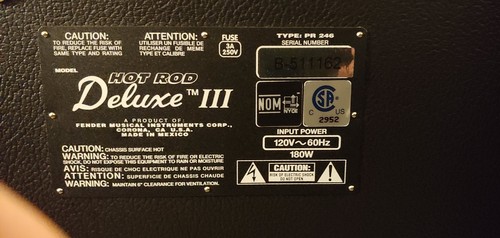 CAUTION:
TO REDUCE THE RISK OF
FIRE, REPLACE FUSE WITH
SAME TYPE AND RATING
ATTENTION:
UTILISER UN FUSIBLE DE
RECHANGE DE MEME
TYPE ET CALIBRE
FUSE
3A
250V
TYPE: PR 246
SERIAL NUMBER
B-511162
MODEL
HOT ROD
Deluxe™ III
A PRODUCT OF:
FENDER MUSICAL INSTRUMENTS CORP.,
CORONA, CA U.S.A.
MADE IN MEXICO
NOM
NYCE
C US
2952
INPUT POWER
120V~60Hz
180W
CAUTION: CHASSIS SURFACE HOT
WARNING: TO REDUCE THE RISK OF FIRE OR ELECTRIC
SHOCK, DO NOT EXPOSE THIS EQUIPMENT TO RAIN OR MOISTURE
AVIS: RISQUE DE CHOC ELECTRIQUE NE PAS OUVRIR
ATTENTION: SUPERFICIE DE CHASSIS CHAUDE
WARNING: MAINTAIN 6" CLEARANCE FOR VENTILATION.
CAUTION:
RISK OF ELECTRIC SHOCK
DO NOT OPEN